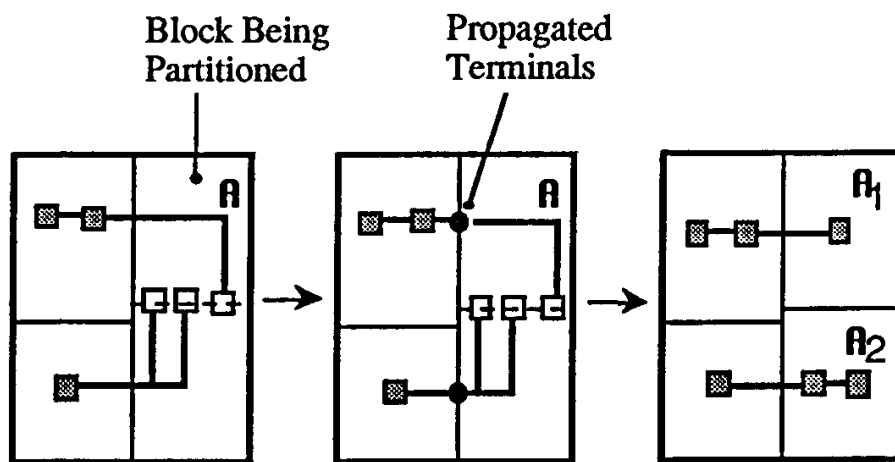 Block Being
Partitioned
Propagated
Terminals
A
A
A1
A2